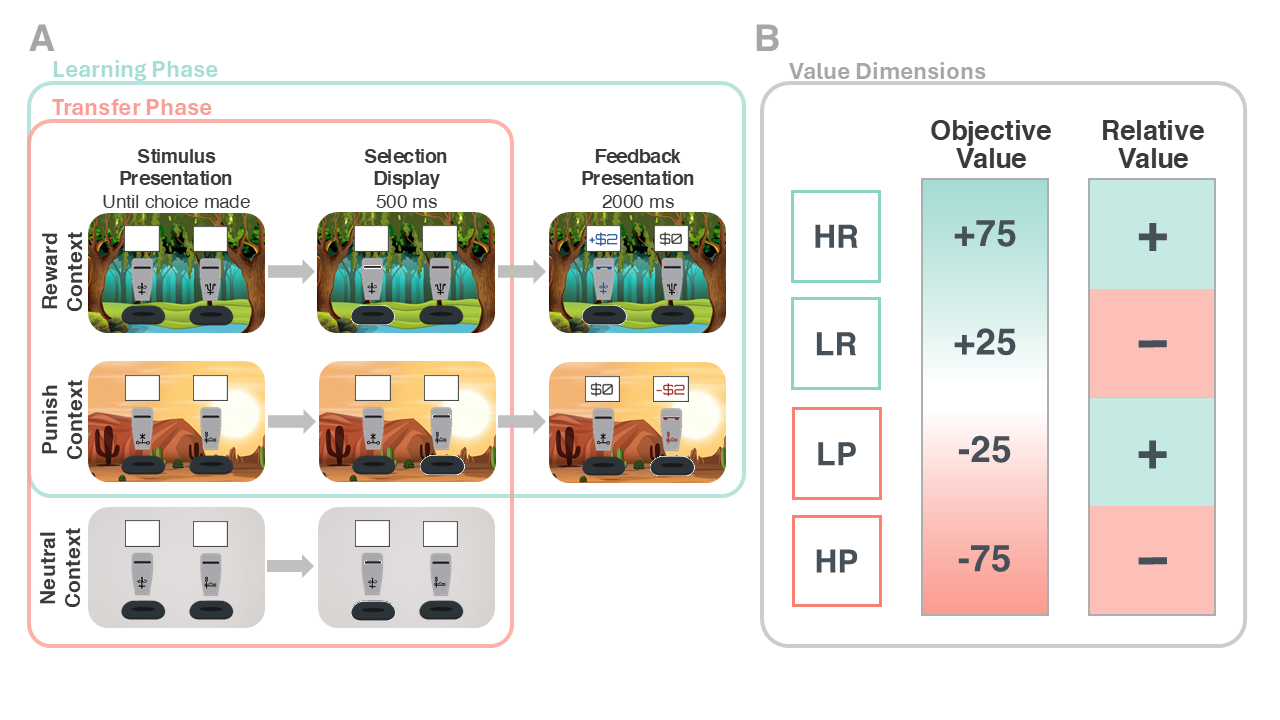 A
Learning Phase
Transfer Phase
Stimulus
Presentation
Until choice made
Selection
Display
500 ms
Feedback
Presentation
2000 ms
Reward
Context
+$2
$0
Punish
Context
$0
-$2
Neutral
Context
B
Value Dimensions
Objective
Value
Relative
Value
HR
+75
+
LR
+25
−
LP
-25
+
HP
-75
−